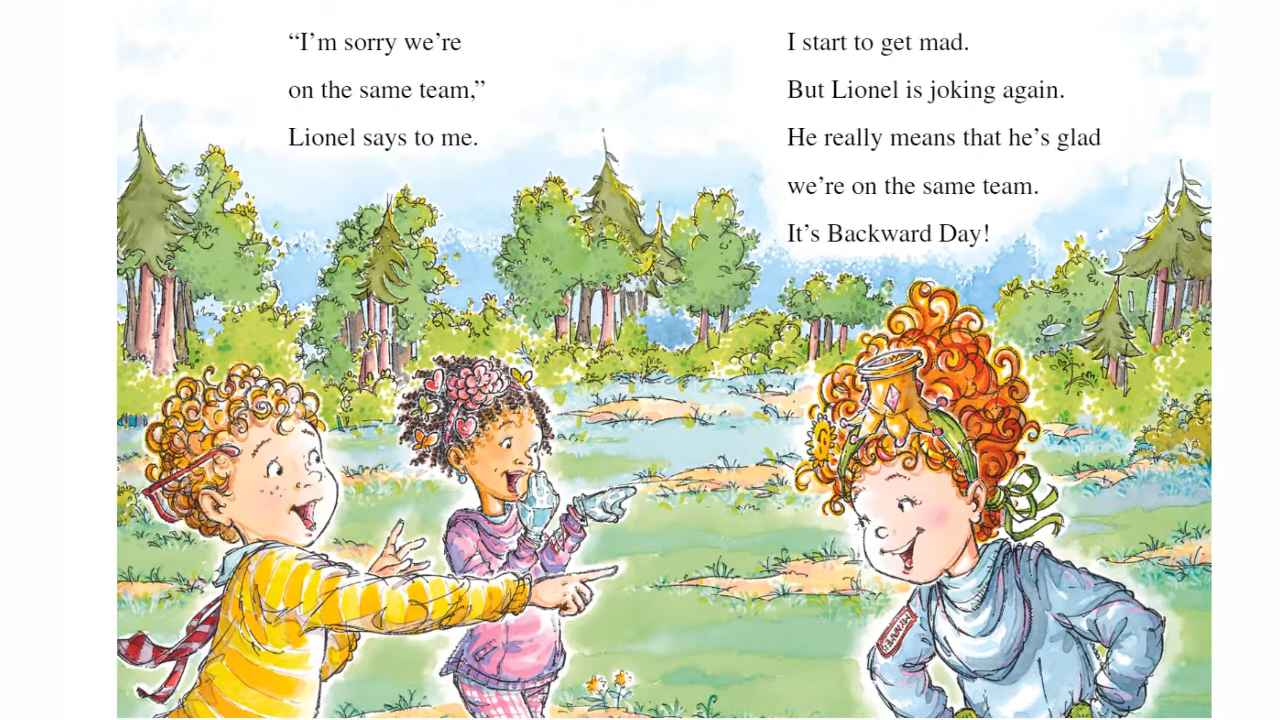 “I’m sorry we’re
on the same team,”
Lionel says to me.
I start to get mad.
But Lionel is joking again.
He really means that he’s glad
we’re on the same team.
It’s Backward Day!